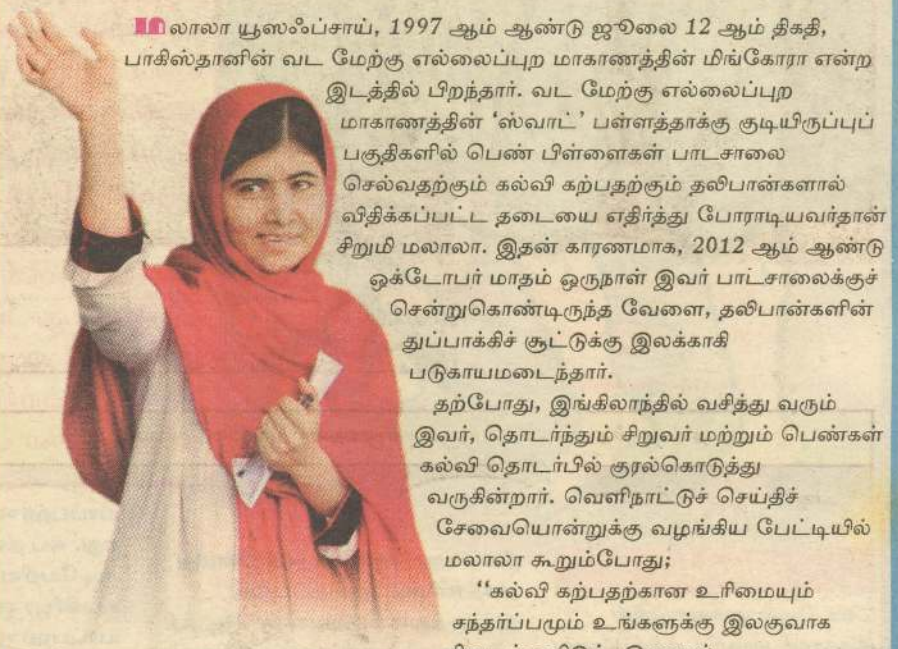 மலாலா யூஸஃப்சாய், 1997 ஆம் ஆண்டு ஜூலை 12 ஆம் திகதி,
பாகிஸ்தானின் வட மேற்கு எல்லைப்புற மாகாணத்தின் மிங்கோரா என்ற
இடத்தில் பிறந்தார். வட மேற்கு எல்லைப்புற
மாகாணத்தின் ‘ஸ்வாட்’ பள்ளத்தாக்கு குடியிருப்புப்
பகுதிகளில் பெண் பிள்ளைகள் பாடசாலை
செல்வதற்கும் கல்வி கற்பதற்கும் தலிபான்களால்
விதிக்கப்பட்ட தடையை எதிர்த்து போராடியவர்தான்
சிறுமி மலாலா. இதன் காரணமாக, 2012 ஆம் ஆண்டு
ஒக்டோபர் மாதம் ஒருநாள் இவர் பாட்சாலைக்குச்
சென்றுகொண்டிருந்த வேளை, தலிபான்களின்
துப்பாக்கிச் சூட்டுக்கு இலக்காகி
படுகாயமடைந்தார்.
தற்போது, இங்கிலாந்தில் வசித்து வரும்
இவர், தொடர்ந்தும் சிறுவர் மற்றும் பெண்கள்
கல்வி தொடர்பில் குரல்கொடுத்து
வருகின்றார். வெளிநாட்டுச் செய்திச்
சேவையொன்றுக்கு வழங்கிய பேட்டியில்
மலாலா கூறும்போது;
“கல்வி கற்பதற்கான உரிமையும்
சந்தர்ப்பமும் உங்களுக்கு இலகுவாக